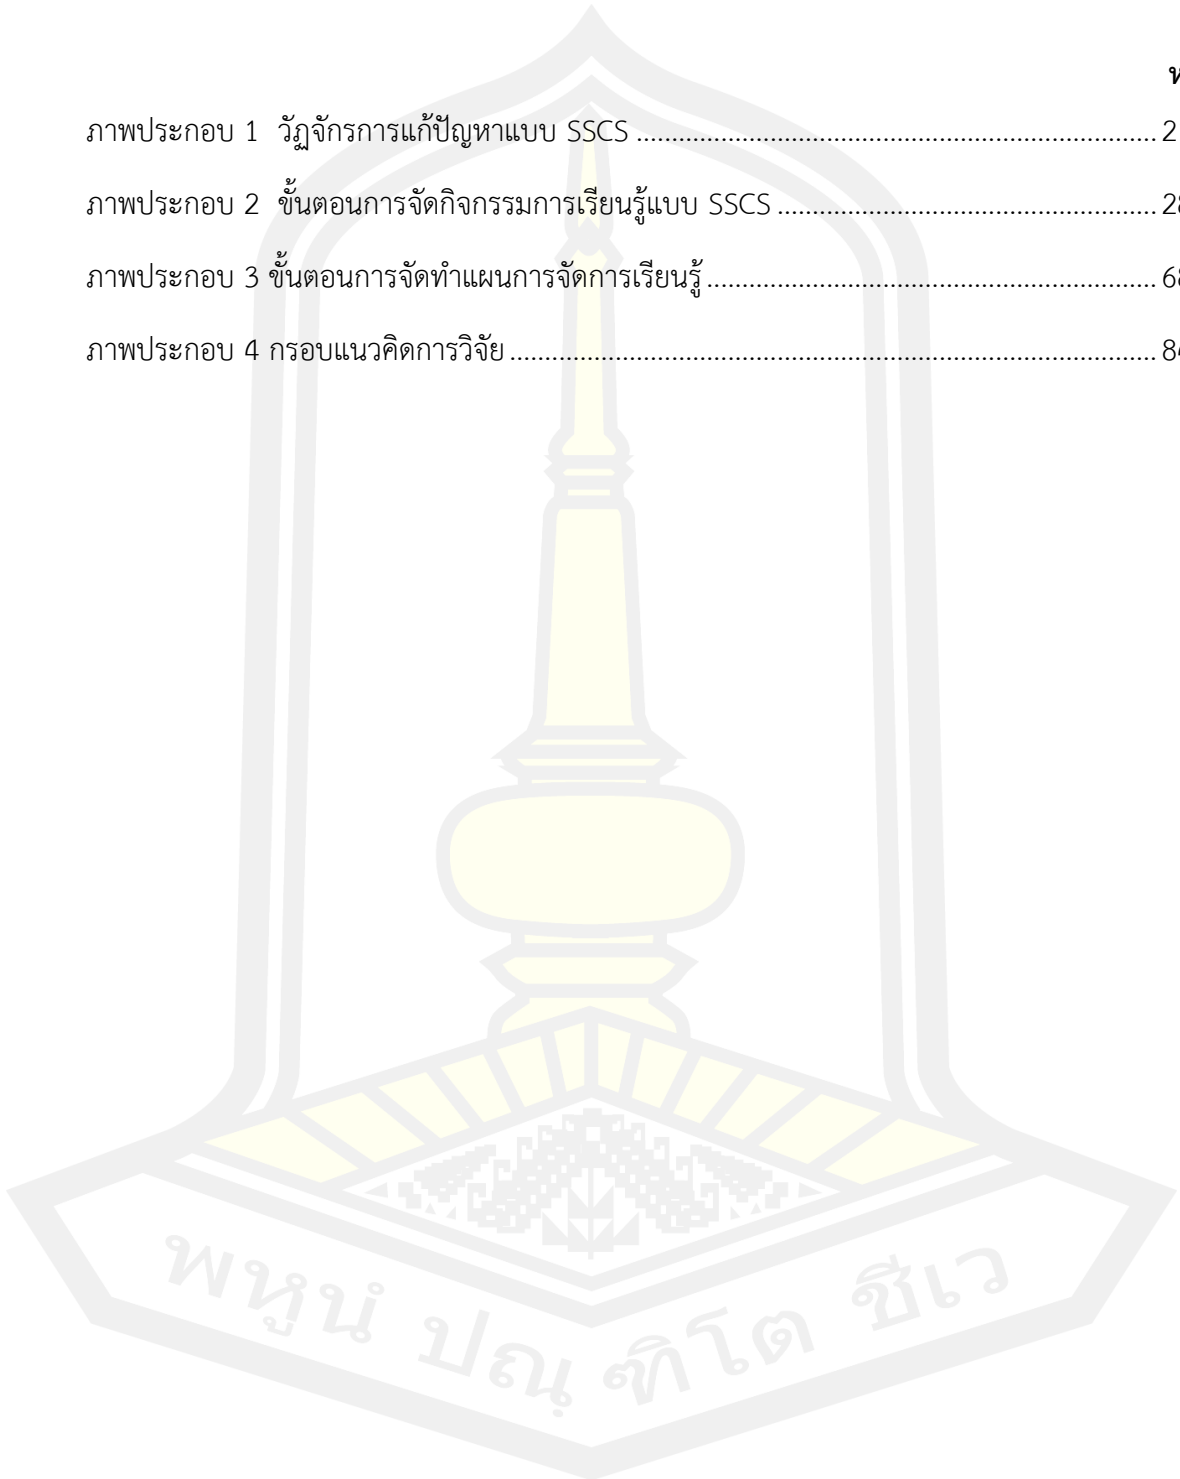 ภาพประกอบ 1 วัฏจักรการแก้ปัญหาแบบ SSCS ........ 2
ภาพประกอบ 2 ขั้นตอนการจัดกิจกรรมการเรียนรู้แบบ SSCS ........ 28
ภาพประกอบ 3 ขั้นตอนการจัดทำแผนการจัดการเรียนรู้ ........ 68
ภาพประกอบ 4 กรอบแนวคิดการวิจัย ........ 84
พหูนํ ปณฺฑิโต ชีเว